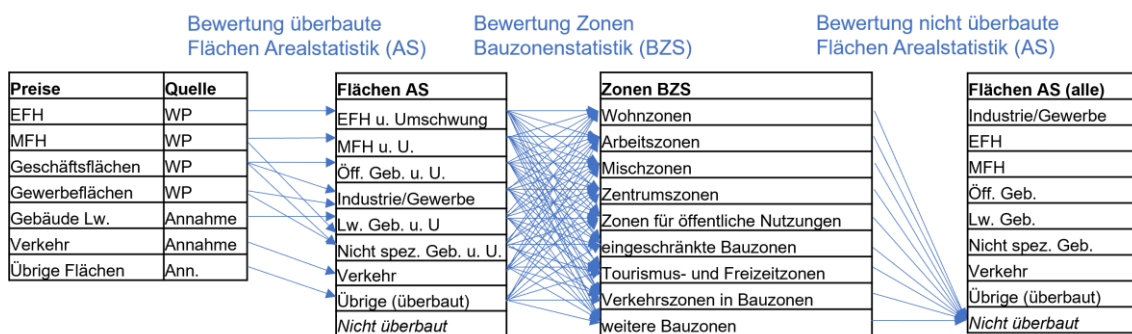 Bewertung überbaute
Flächen Arealstatistik (AS)
Bewertung Zonen
Bauzonenstatistik (BZS)
Bewertung nicht überbaute
Flächen Arealstatistik (AS)
Preise Quelle
EFH WP
MFH WP
Geschäftsflächen WP
Gewerbeflächen WP
Gebäude Lw. Annahme
Verkehr Annahme
Übrige Flächen Ann.
Flächen AS
EFH u. Umschwung
MFH u. U.
Öff. Geb. u. U.
Industrie/Gewerbe
Lw. Geb. u. U
Nicht spez. Geb. u. U.
Verkehr
Übrige (überbaut)
Nicht überbaut
Zonen BZS
Wohnzonen
Arbeitszonen
Mischzonen
Zentrumszonen
Zonen für öffentliche Nutzungen
eingeschränkte Bauzonen
Tourismus- und Freizeitzonen
Verkehrszonen in Bauzonen
weitere Bauzonen
Flächen AS (alle)
Industrie/Gewerbe
EFH
MFH
Öff. Geb.
Lw. Geb.
Nicht spez. Geb.
Verkehr
Übrige (überbaut)
Nicht überbaut